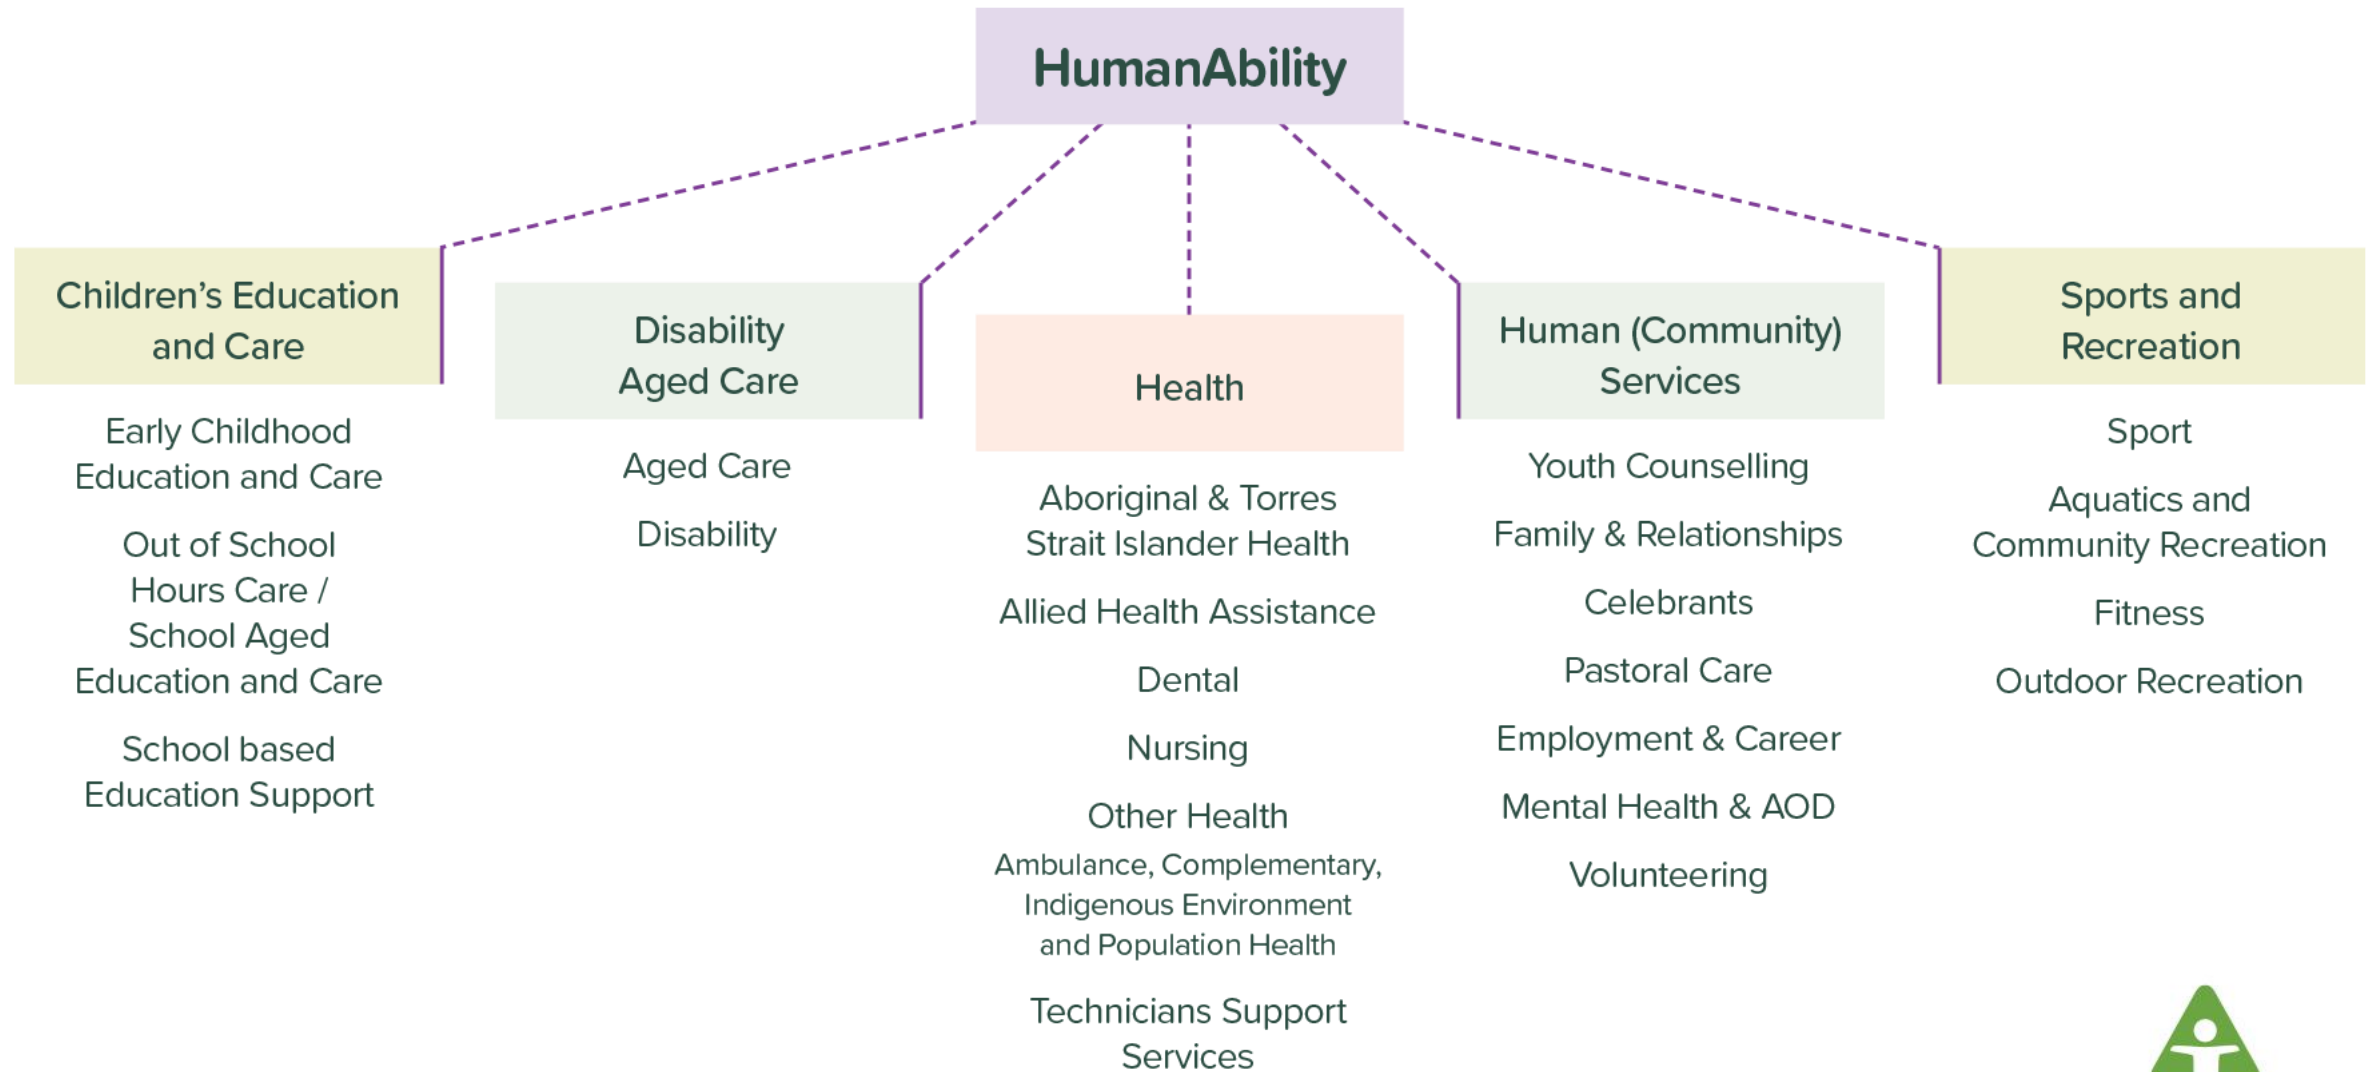 HumanAbility
Children’s Education
and Care
Early Childhood
Education and Care
Out of School
Hours Care /
School Aged
Education and Care
School based
Education Support
Disability
Aged Care
Aged Care
Disability
Health
Aboriginal & Torres
Strait Islander Health
Allied Health Assistance
Dental
Nursing
Other Health
Ambulance, Complementary,
Indigenous Environment
and Population Health
Technicians Support
Services
Human (Community)
Services
Youth Counselling
Family & Relationships
Celebrants
Pastoral Care
Employment & Career
Mental Health & AOD
Volunteering
Sports and
Recreation
Sport
Aquatics and
Community Recreation
Fitness
Outdoor Recreation